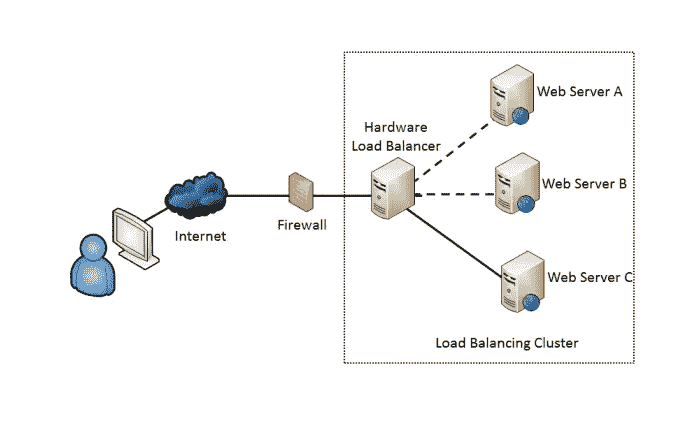 Web Server A
Hardware
Load Balancer
Web Server B
Internet
Firewall
Web Server C
Load Balancing Cluster